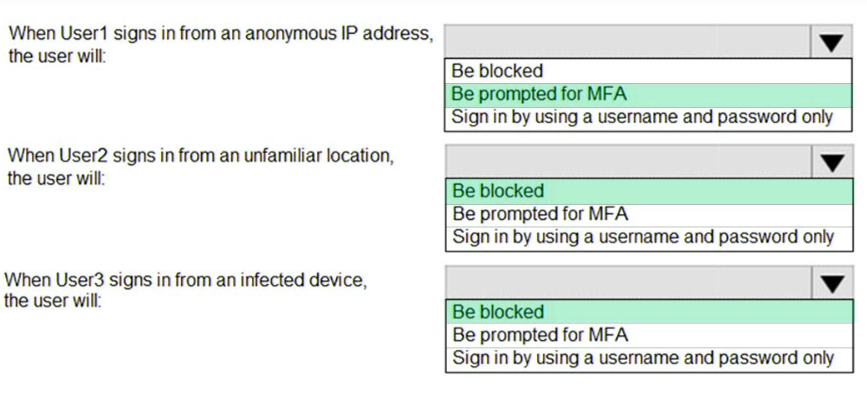 When User1 signs in from an anonymous IP address,
the user will:
Be blocked
Be prompted for MFA
Sign in by using a username and password only
When User2 signs in from an unfamiliar location,
the user will:
Be blocked
Be prompted for MFA
Sign in by using a username and password only
When User3 signs in from an infected device,
the user will:
Be blocked
Be prompted for MFA
Sign in by using a username and password only